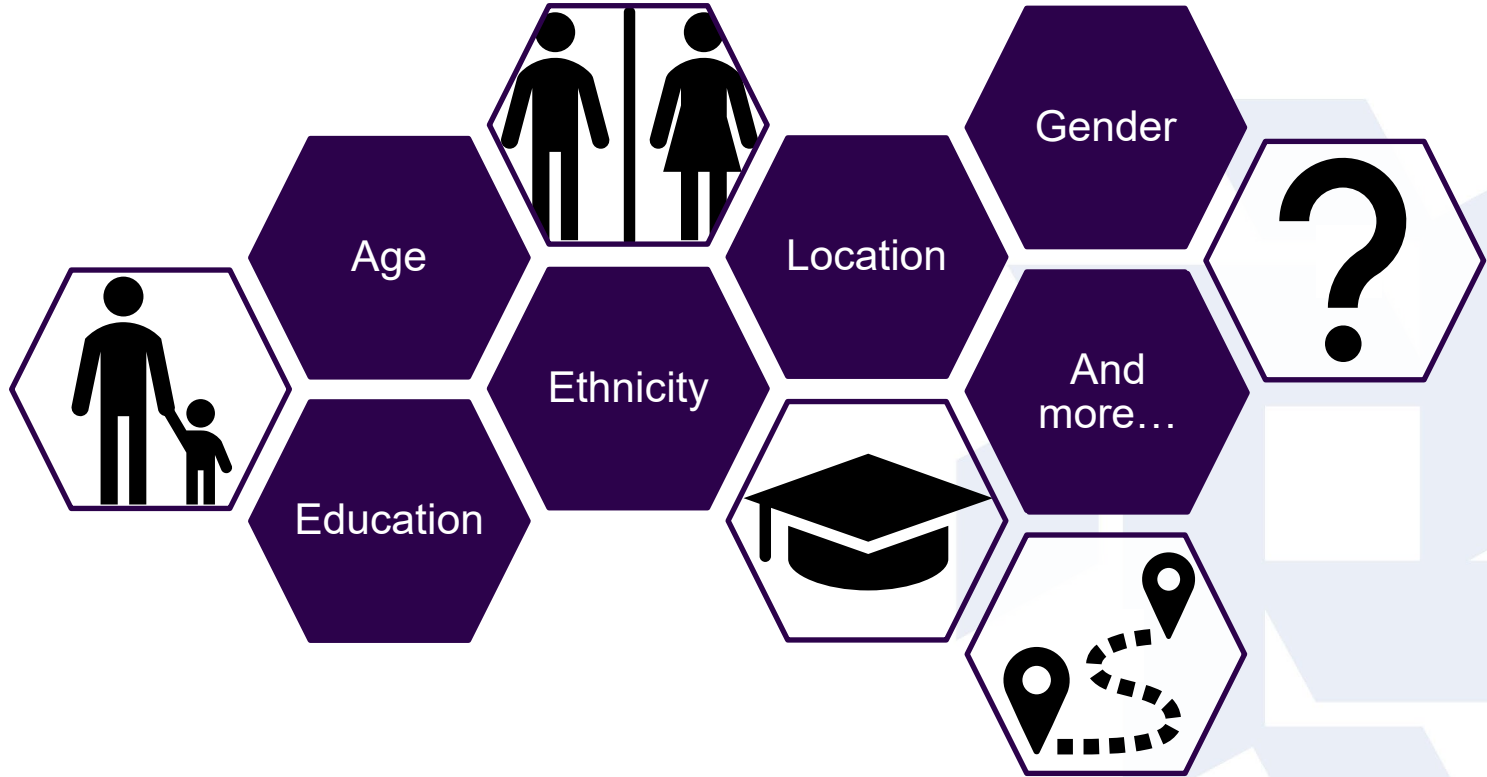 Age
Education
Ethnicity
Location
Gender
And
more…